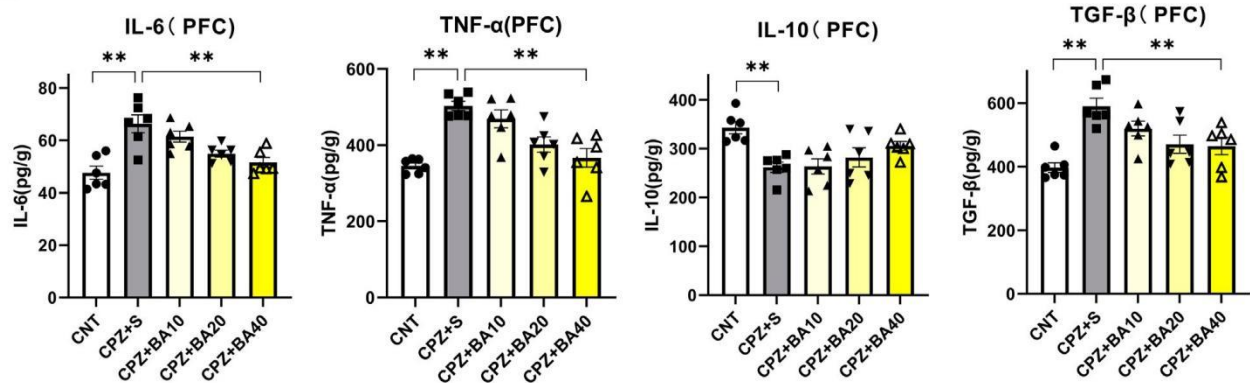 IL-6( PFC)
** **
IL-6(pg/g)
80
60
40
20
0
CNT
CPZ+S
CPZ+BA10
CPZ+BA20
CPZ+BA40
TNF-α(PFC)
** **
TNF-α(pg/g)
600
400
200
0
CNT
CPZ+S
CPZ+BA10
CPZ+BA20
CPZ+BA40
IL-10( PFC)
**
IL-10(pg/g)
400
300
200
100
0
CNT
CPZ+S
CPZ+BA10
CPZ+BA20
CPZ+BA40
TGF-β( PFC)
** **
TGF-β(pg/g)
600
400
200
0
CNT
CPZ+S
CPZ+BA10
CPZ+BA20
CPZ+BA40